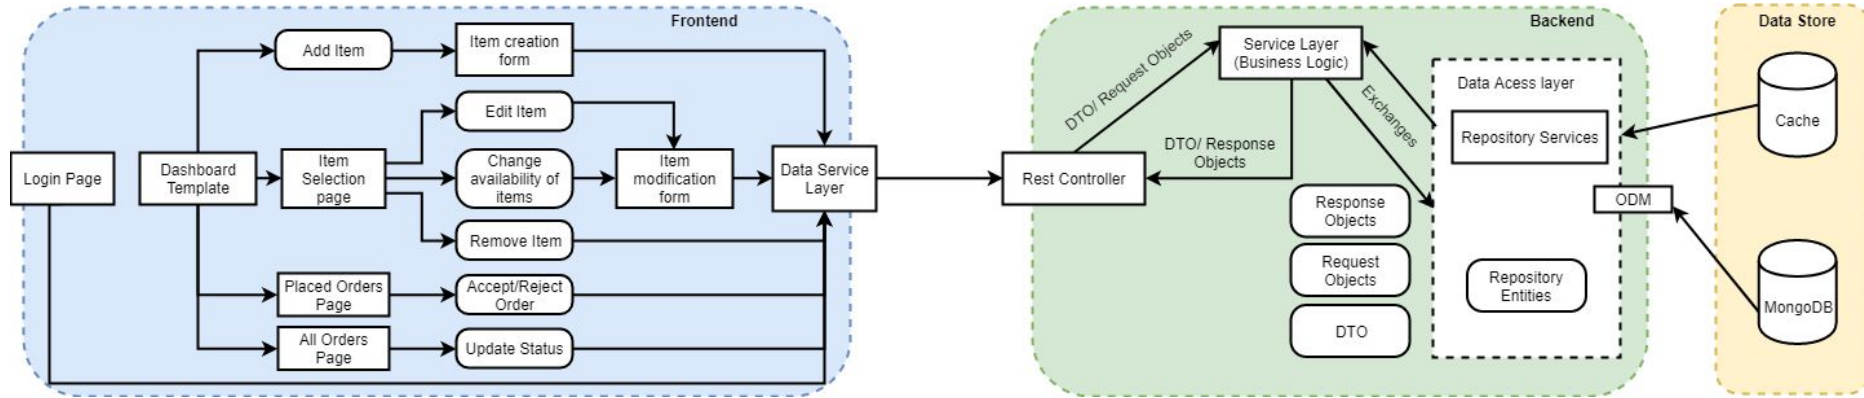 Frontend
Add Item
Item creation
form
Edit Item
Login Page
Dashboard
Template
Item
Selection
page
Change
availability of
items
Item
modification
form
Data Service
Layer
Remove Item
Placed Orders
Page
Accept/Reject
Order
All Orders
Page
Update Status
Backend
DTO/ Request Objects
Service Layer
(Business Logic)
Exchanges
DTO/ Response
Objects
Rest Controller
Response
Objects
Request
Objects
DTO
Data Acess layer
Repository Services
ODM
Repository
Entities
Data Store
Cache
MongoDB